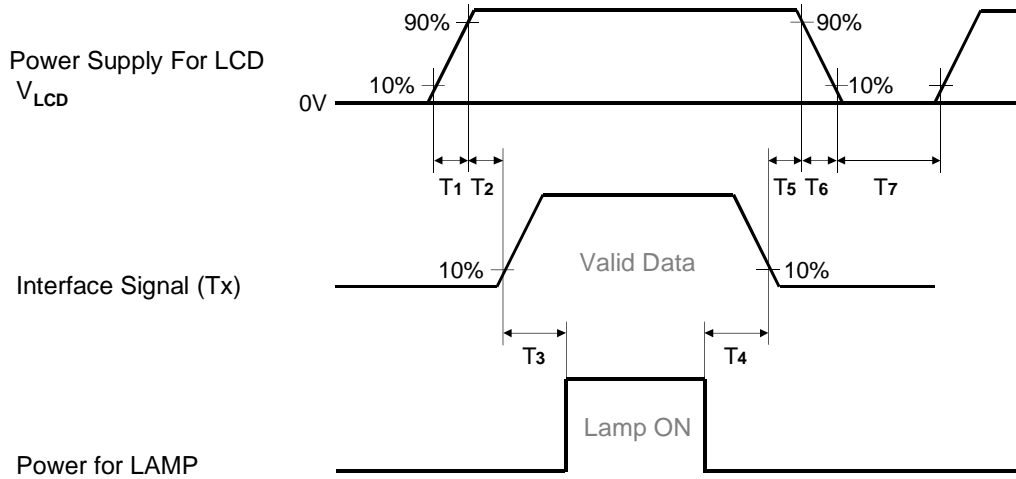 90%
90%
Power Supply For LCD
VLCD
10%
10%
0V
T1 T2
T5 T6 T7
Valid Data
10%
10%
Interface Signal (Tx)
T3
T4
Lamp ON
Power for LAMP